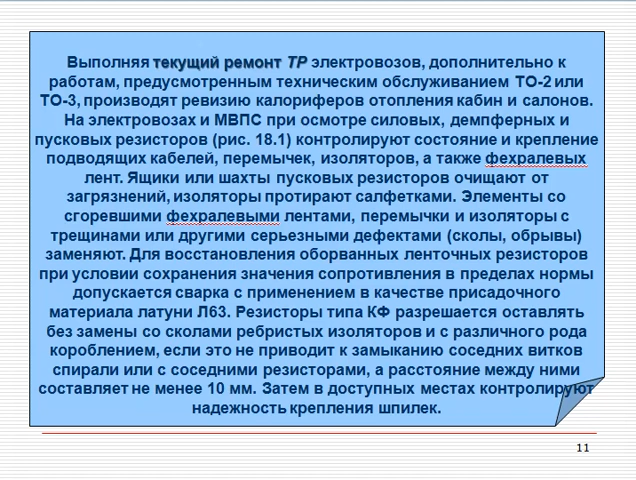 Выполняя текущий ремонт ТР электровозов, дополнительно к
работам, предусмотренным техническим обслуживанием ТО-2 или
ТО-3, производят ревизию калориферов отопления кабин и салонов.
На электровозах и МВПС при осмотре силовых, демпферных и
пусковых резисторов (рис. 18.1) контролируют состояние и крепление
подводящих кабелей, перемычек, изоляторов, а также фехралевых
лент. Ящики или шахты пусковых резисторов очищают от
загрязнений, изоляторы протирают салфетками. Элементы со
сгоревшими фехралевыми лентами, перемычки и изоляторы с
трещинами или другими серьезными дефектами (сколы, обрывы)
заменяют. Для восстановления оборванных ленточных резисторов
при условии сохранения значения сопротивления в пределах нормы
допускается сварка с применением в качестве присадочного
материала латуни Л63. Резисторы типа КФ разрешается оставлять
без замены со сколами ребристых изоляторов и с различного рода
короблением, если это не приводит к замыканию соседних витков
спирали или с соседними резисторами, а расстояние между ними
составляет не менее 10 мм. Затем в доступных местах контролируют
надежность крепления шпилек.
11